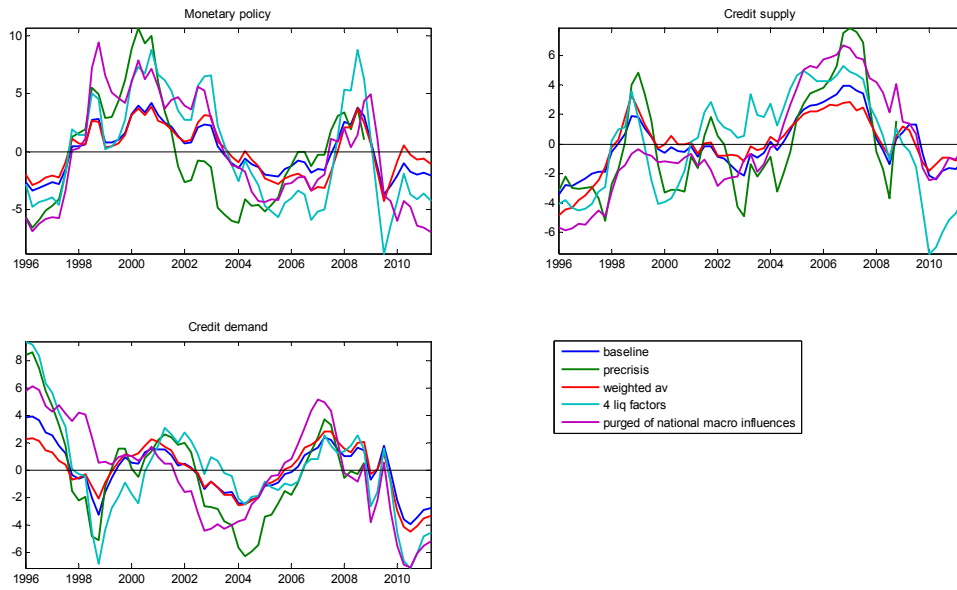 Monetary policy
10
5
0
-5
1996 1998 2000 2002 2004 2006 2008 2010
Credit supply
6
4
2
0
-2
-4
-6
1996 1998 2000 2002 2004 2006 2008 2010
Credit demand
8
6
4
2
0
-2
-4
-6
1996 1998 2000 2002 2004 2006 2008 2010
baseline
precrisis
weighted av
4 liq factors
purged of national macro influences